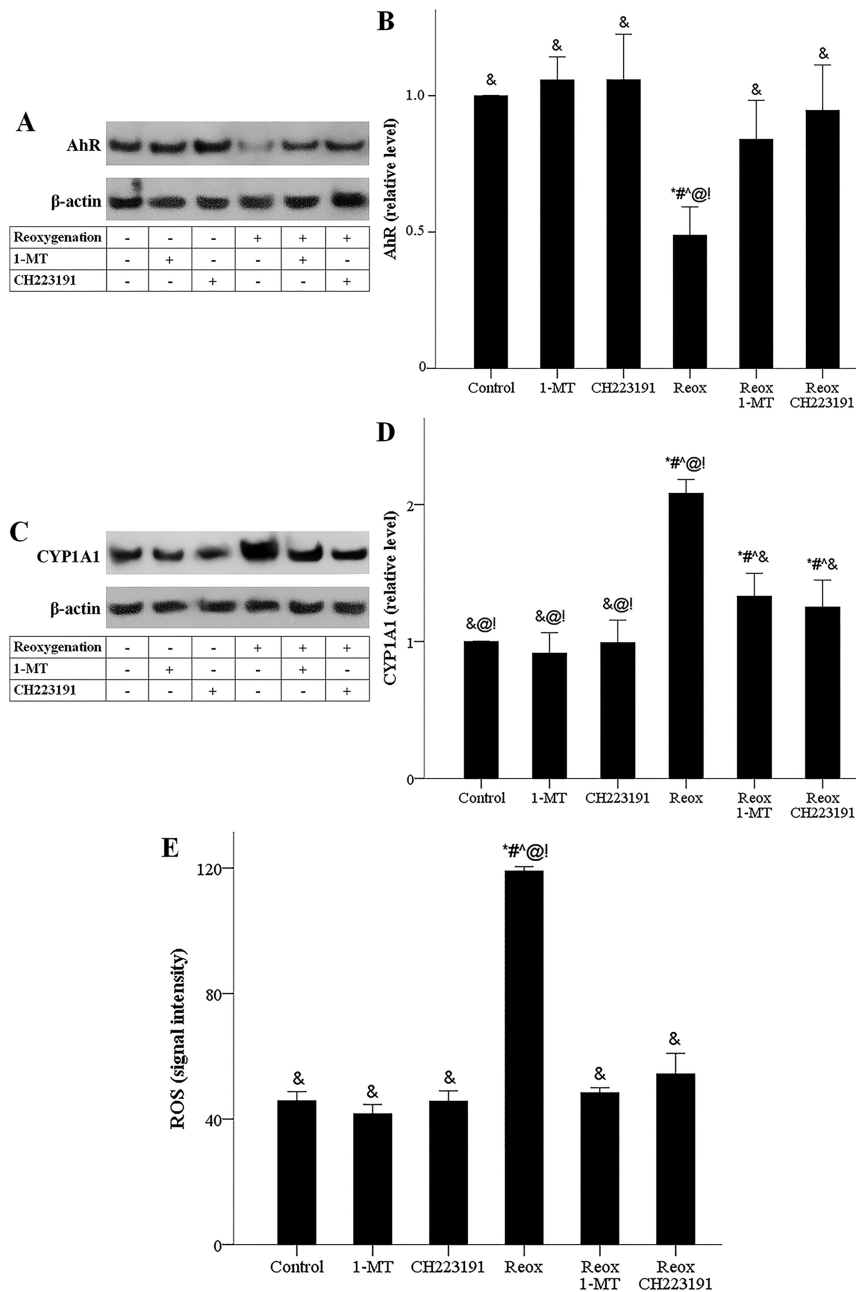 A
AhR
β-actin
Reoxygenation - - - + + +
1-MT - + - - + -
CH223191 - - + - - +
B
AhR (relative level)
1.0
0.5
0
& & & *#^@! & &
Control 1-MT CH223191 Reox Reox Reox
1-MT CH223191
C
CYP1A1
β-actin
Reoxygenation - - - + + +
1-MT - + - - + -
CH223191 - - + - - +
D
CYP1A1 (relative level)
2
1
0
&@! &@! &@! *#^@! *#^& *#^&
Control 1-MT CH223191 Reox Reox Reox
1-MT CH223191
E
ROS (signal intensity)
120
80
40
0
& & & *#^@! & &
Control 1-MT CH223191 Reox Reox Reox
1-MT CH223191